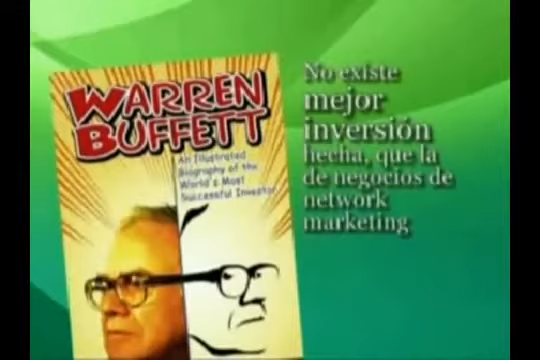 WARREN
BUFFETT
An Illustrated
Biography of the
World's Most
Successful Investor
No existe
mejor
inversión
hecha, que la
de negocios de
network
marketing